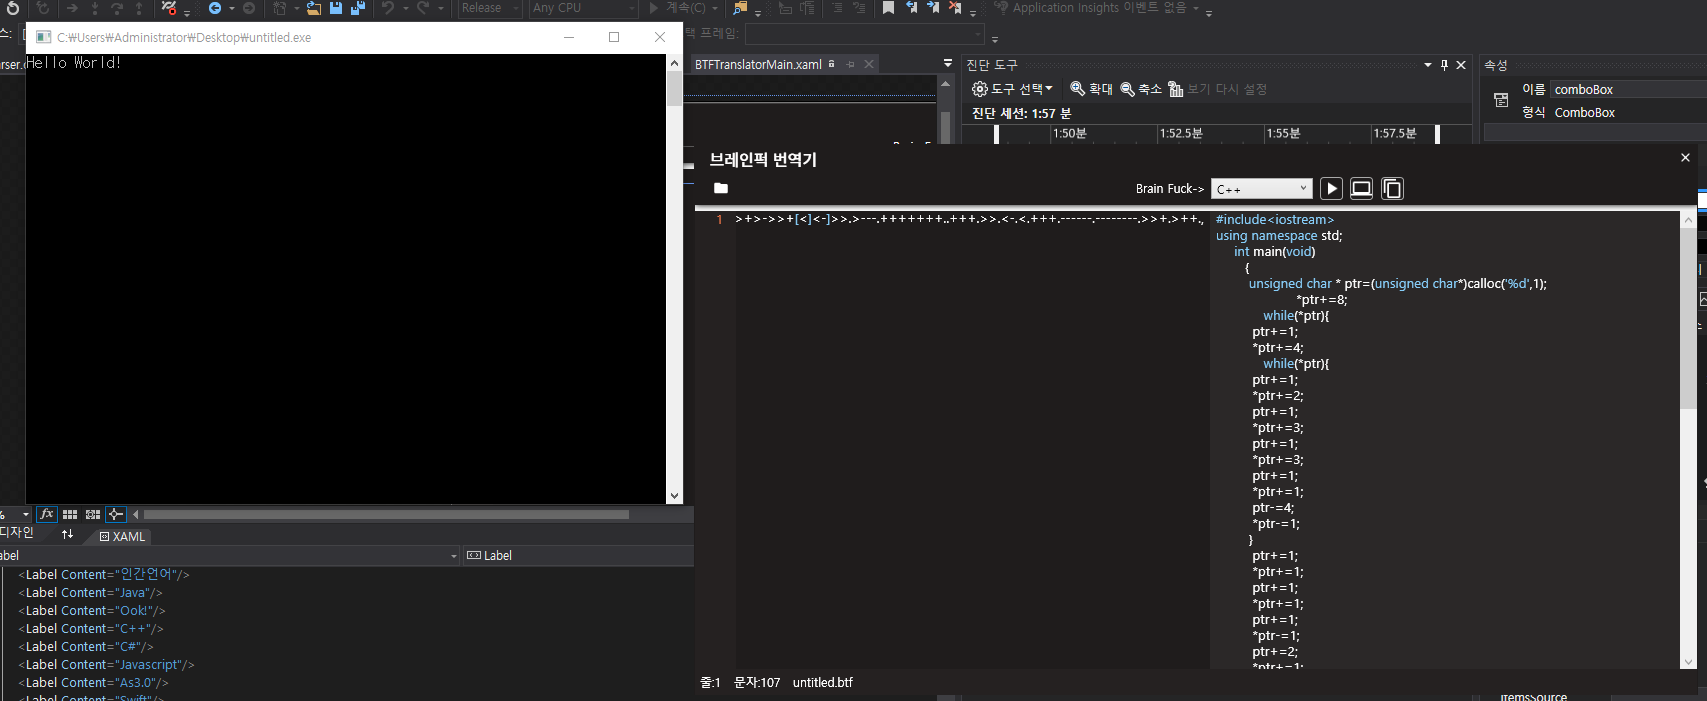 Release
Any CPU
계속(C)
Application Insights 이벤트 없음
C:₩Users₩Administrator₩Desktop₩untitled.exe
Hello World!
택 프레임:
BTFTranslatorMain.xaml
진단 도구
도구 선택
확대
축소
보기 다시 설정
진단 세션: 1:57 분
1:50분
1:52.5분
1:55분
1:57.5분
속성
이름 comboBox
형식 ComboBox
브레인퍽 번역기
Brain Fuck-> C++
1 >+>->>+[<]<-]>>.>---.+++++++..+++.>>.<-.<.+++.------.--------.>>+.>++.,
#include<iostream>
using namespace std;
int main(void)
{
unsigned char * ptr=(unsigned char*)calloc('%d',1);
*ptr+=8;
while(*ptr){
ptr+=1;
*ptr+=4;
while(*ptr){
ptr+=1;
*ptr+=2;
ptr+=1;
*ptr+=3;
ptr+=1;
*ptr+=3;
ptr+=1;
*ptr+=1;
ptr-=4;
*ptr-=1;
}
ptr+=1;
*ptr+=1;
ptr+=1;
*ptr+=1;
ptr+=1;
*ptr-=1;
ptr+=2;
*ptr+=1;
줄:1 문자:107 untitled.btf
디자인
XAML
Label
<Label Content="인간언어"/>
<Label Content="Java"/>
<Label Content="Ook!"/>
<Label Content="C++"/>
<Label Content="C#"/>
<Label Content="Javascript"/>
<Label Content="As3.0"/>
<Label Content="Swift"/>
ItemsSource